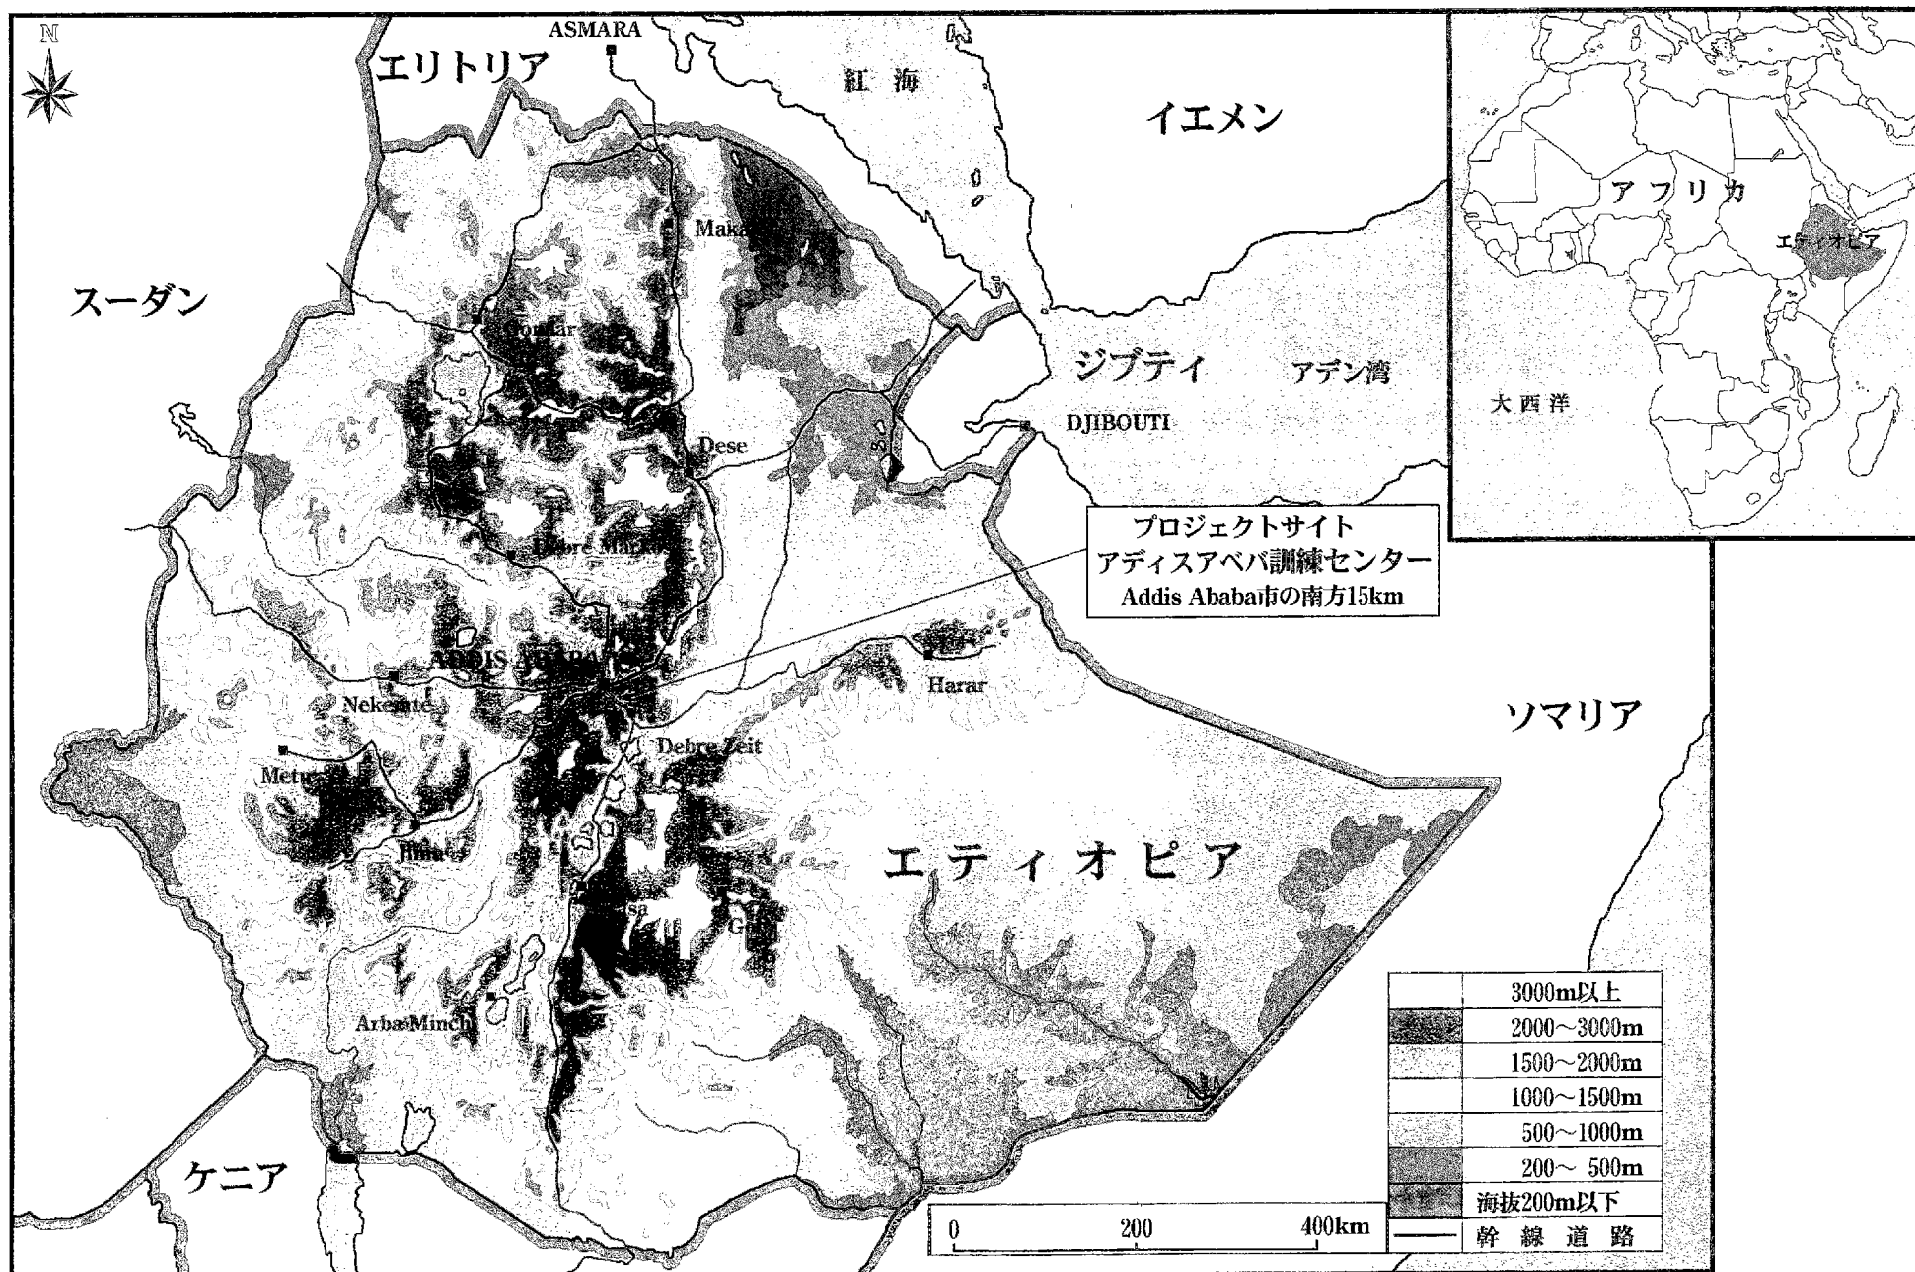 N
ASMARA
エリトリア
紅海
イエメン
アフリカ
エティオピア
大西洋
スーダン
ジブティ
アデン湾
DJIBOUTI
Dese
プロジェクトサイト
アディスアベバ訓練センター
Addis Ababa市の南方15km
ADDIS ABABA
Harar
Nekemte
ソマリア
Debre Zeit
Metu
エティオピア
Arba Minch
ケニア
3000m以上
2000~3000m
1500~2000m
1000~1500m
500~1000m
200~ 500m
海抜200m以下
幹線道路
0 200 400km